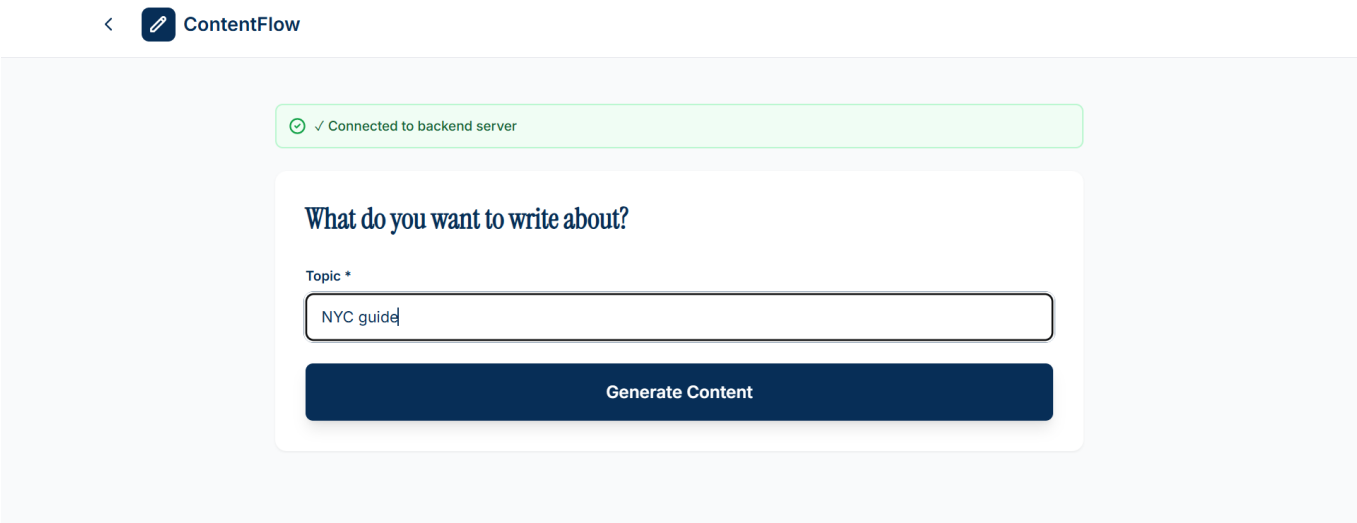 ContentFlow
✓ Connected to backend server
What do you want to write about?
Topic *
NYC guide
Generate Content